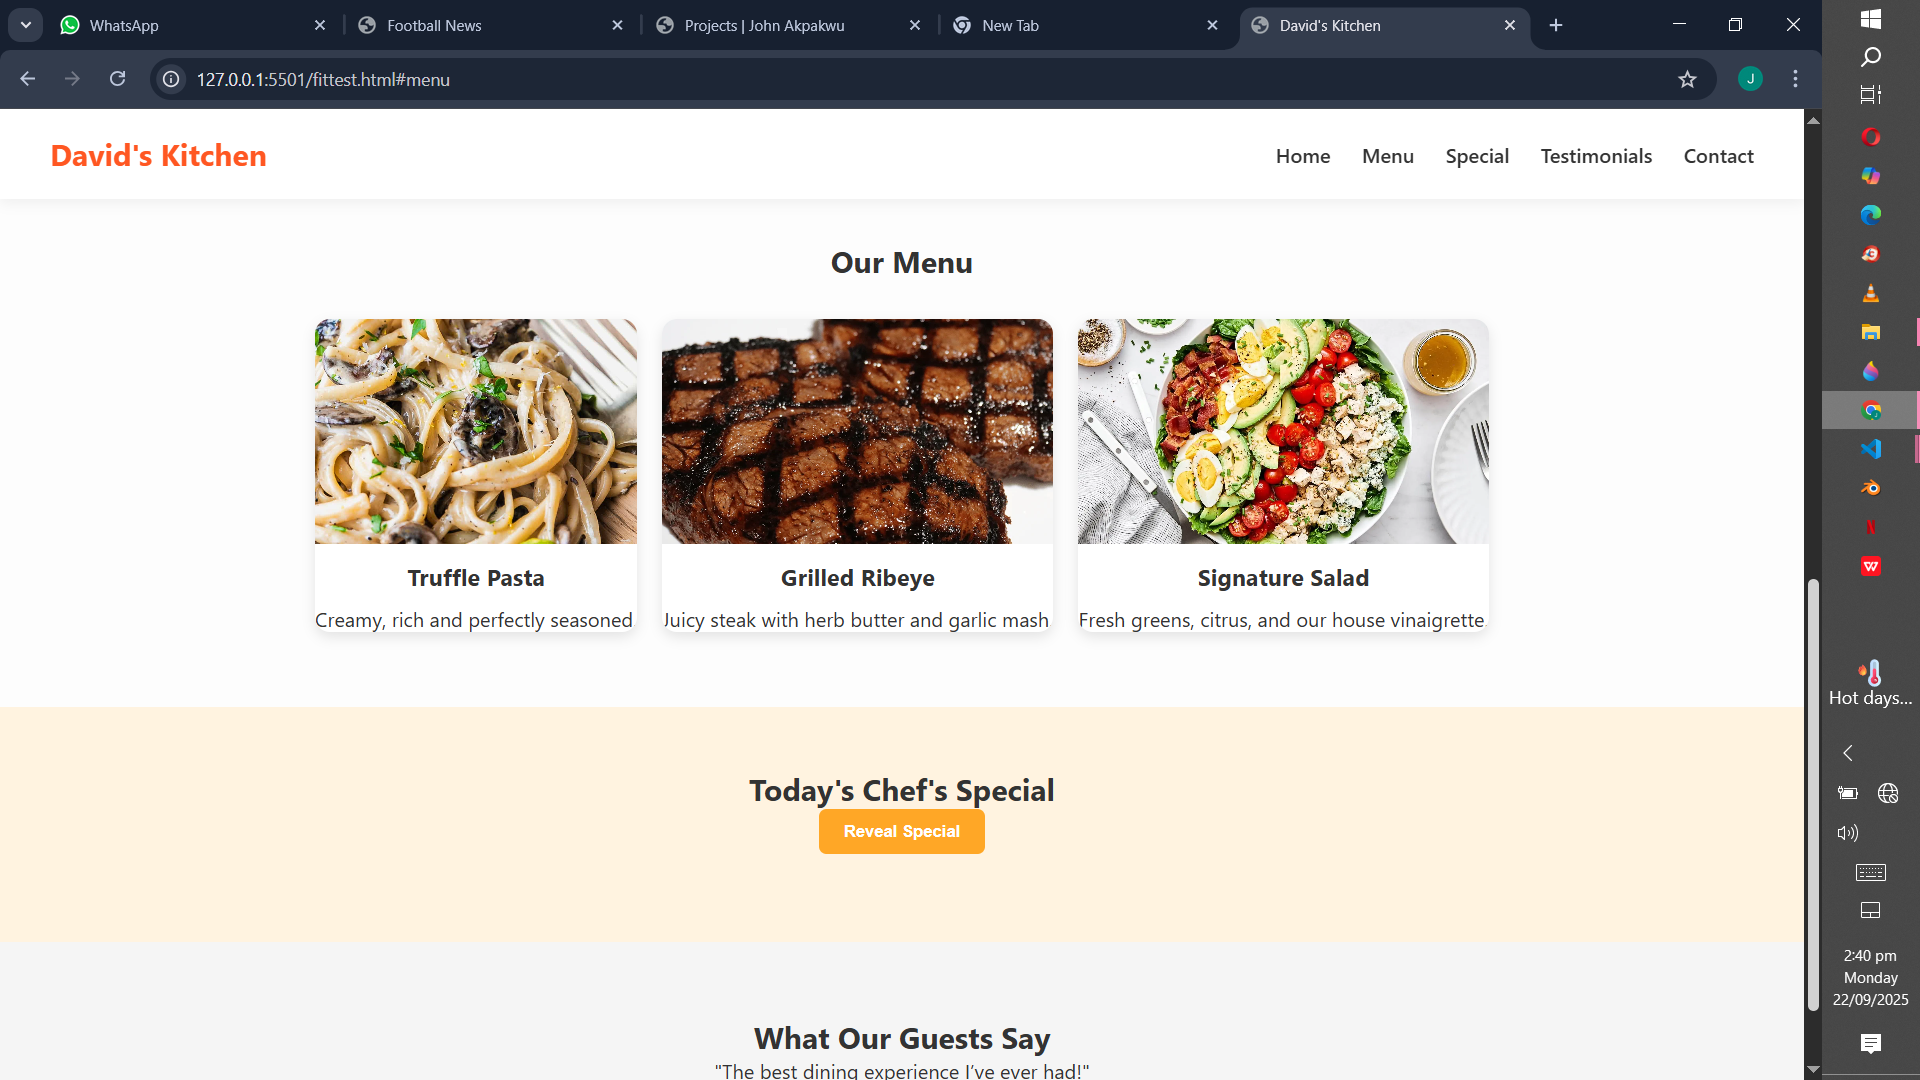 WhatsApp
Football News
Projects | John Akpakwu
New Tab
David's Kitchen
127.0.0.1:5501/fittest.html#menu
J
David's Kitchen
Home Menu Special Testimonials Contact
Our Menu
Truffle Pasta
Creamy, rich and perfectly seasoned.
Grilled Ribeye
Juicy steak with herb butter and garlic mash.
Signature Salad
Fresh greens, citrus, and our house vinaigrette.
Today's Chef's Special
Reveal Special
What Our Guests Say
"The best dining experience I’ve ever had!"
Hot days...
2:40 pm
Monday
22/09/2025